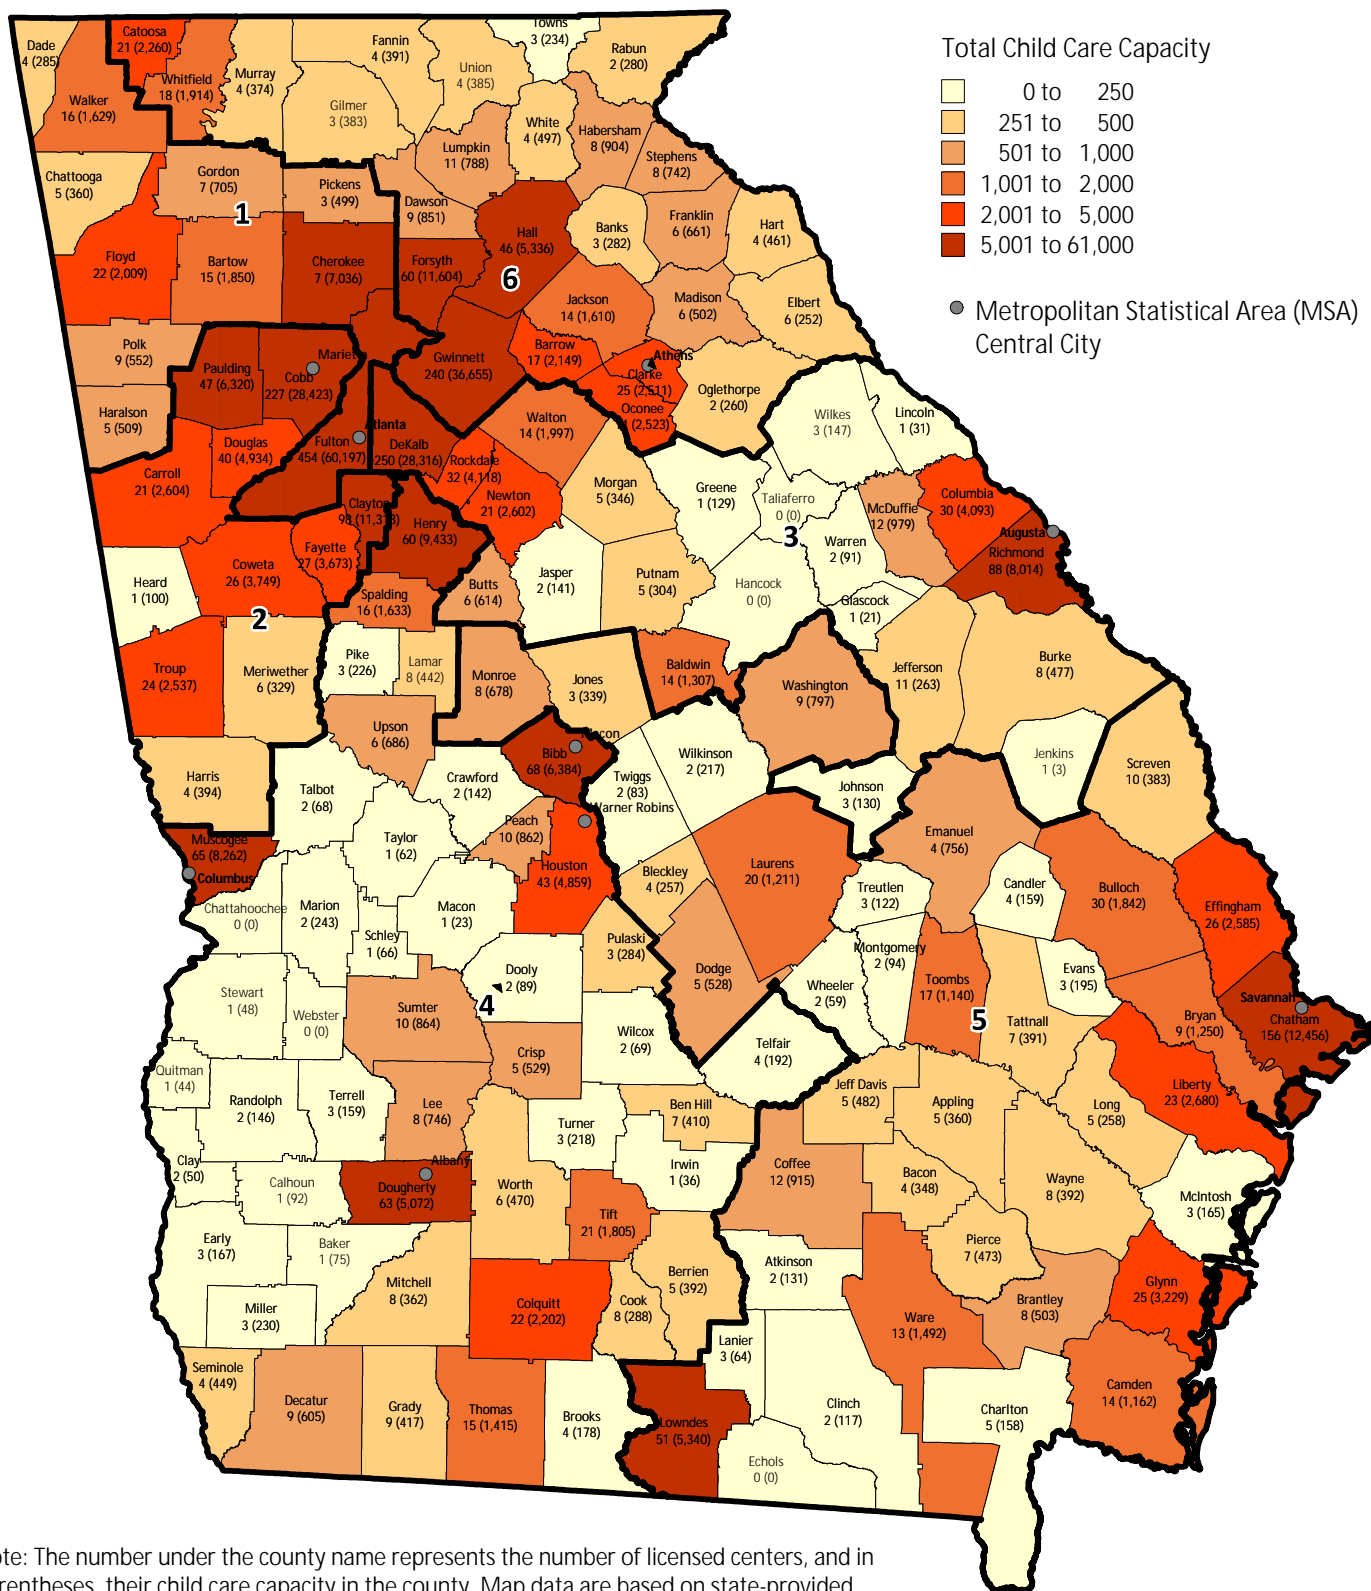 Total Child Care Capacity
0 to 250
251 to 500
501 to 1,000
1,001 to 2,000
2,001 to 5,000
5,001 to 61,000
Metropolitan Statistical Area (MSA)
Central City
Dade
4 (285)
Catoosa
21 (2,260)
Walker
16 (1,629)
Whitfield
18 (1,914)
Murray
4 (374)
Fannin
4 (391)
Gilmer
3 (383)
Union
4 (385)
Towns
3 (234)
Rabun
2 (280)
White
4 (497)
Habersham
8 (904)
Stephens
8 (742)
Lumpkin
11 (788)
Chattooga
5 (360)
Gordon
7 (705)
1
Pickens
3 (499)
Dawson
9 (851)
Hall
46 (5,336)
6
Banks
3 (282)
Franklin
6 (661)
Hart
4 (461)
Floyd
22 (2,009)
Bartow
15 (1,850)
Cherokee
7 (7,036)
Forsyth
60 (11,604)
Jackson
14 (1,610)
Madison
6 (502)
Elbert
6 (252)
Polk
9 (552)
Paulding
47 (6,320)
Mariet
Cobb
227 (28,423)
Gwinnett
240 (36,655)
Barrow
17 (2,149)
Athens
Clarke
25 (2,511)
Oconee
(2,523)
Oglethorpe
2 (260)
Wilkes
3 (147)
Lincoln
1 (31)
Haralson
5 (509)
Carroll
21 (2,604)
Douglas
40 (4,934)
Atlanta
Fulton
454 (60,197)
DeKalb
250 (28,316)
Rockdale
32 (4,118)
Walton
14 (1,997)
Newton
21 (2,602)
Morgan
5 (346)
Greene
1 (129)
Taliaferro
0 (0)
3
McDuffie
12 (979)
Columbia
30 (4,093)
Augusta
Richmond
88 (8,014)
Warren
2 (91)
Glascock
1 (21)
Hancock
0 (0)
Clayton
Henry
60 (9,433)
Fayette
27 (3,673)
Coweta
26 (3,749)
2
Heard
1 (100)
Spalding
16 (1,633)
Butts
6 (614)
Jasper
2 (141)
Putnam
5 (304)
Troup
24 (2,537)
Meriwether
6 (329)
Pike
3 (226)
Lamar
8 (442)
Monroe
8 (678)
Jones
3 (339)
Baldwin
14 (1,307)
Washington
9 (797)
Jefferson
11 (263)
Burke
8 (477)
Jenkins
1 (3)
Screven
10 (383)
Upson
6 (686)
Harris
4 (394)
Talbot
2 (68)
Crawford
2 (142)
Bibb
68 (6,384)
Twiggs
2 (83)
Warner Robins
Wilkinson
2 (217)
Johnson
3 (130)
Emanuel
4 (756)
Muscogee
65 (8,262)
Columbus
Taylor
1 (62)
Peach
10 (862)
Houston
43 (4,859)
Bleckley
4 (257)
Laurens
20 (1,211)
Treutlen
3 (122)
Candler
4 (159)
Bulloch
30 (1,842)
Effingham
26 (2,585)
Chattahoochee
0 (0)
Marion
2 (243)
Schley
1 (66)
Macon
1 (23)
Pulaski
3 (284)
Dodge
5 (528)
Wheeler
2 (59)
Montgomery
2 (94)
Toombs
17 (1,140)
5
Tattnall
7 (391)
Evans
3 (195)
Bryan
9 (1,250)
Savannah
Chatham
156 (12,456)
Stewart
1 (48)
Webster
0 (0)
Sumter
10 (864)
4
Dooly
2 (89)
Crisp
5 (529)
Wilcox
2 (69)
Telfair
4 (192)
Liberty
23 (2,680)
Quitman
1 (44)
Randolph
2 (146)
Terrell
3 (159)
Lee
8 (746)
Turner
3 (218)
Ben Hill
7 (410)
Jeff Davis
5 (482)
Appling
5 (360)
Long
5 (258)
Clay
2 (50)
Calhoun
1 (92)
Albany
Dougherty
63 (5,072)
Worth
6 (470)
Irwin
1 (36)
Tift
21 (1,805)
Coffee
12 (915)
Bacon
4 (348)
Wayne
8 (392)
McIntosh
3 (165)
Early
3 (167)
Baker
1 (75)
Mitchell
8 (362)
Miller
3 (230)
Colquitt
22 (2,202)
Cook
8 (288)
Berrien
5 (392)
Atkinson
2 (131)
Pierce
7 (473)
Ware
13 (1,492)
Brantley
8 (503)
Glynn
25 (3,229)
Lanier
3 (64)
Camden
14 (1,162)
Seminole
4 (449)
Decatur
9 (605)
Grady
9 (417)
Thomas
15 (1,415)
Brooks
4 (178)
Lowndes
51 (5,340)
Clinch
2 (117)
Charlton
5 (158)
Echols
0 (0)
ote: The number under the county name represents the number of licensed centers, and in
rentheses, their child care capacity in the county. Map data are based on state-provided